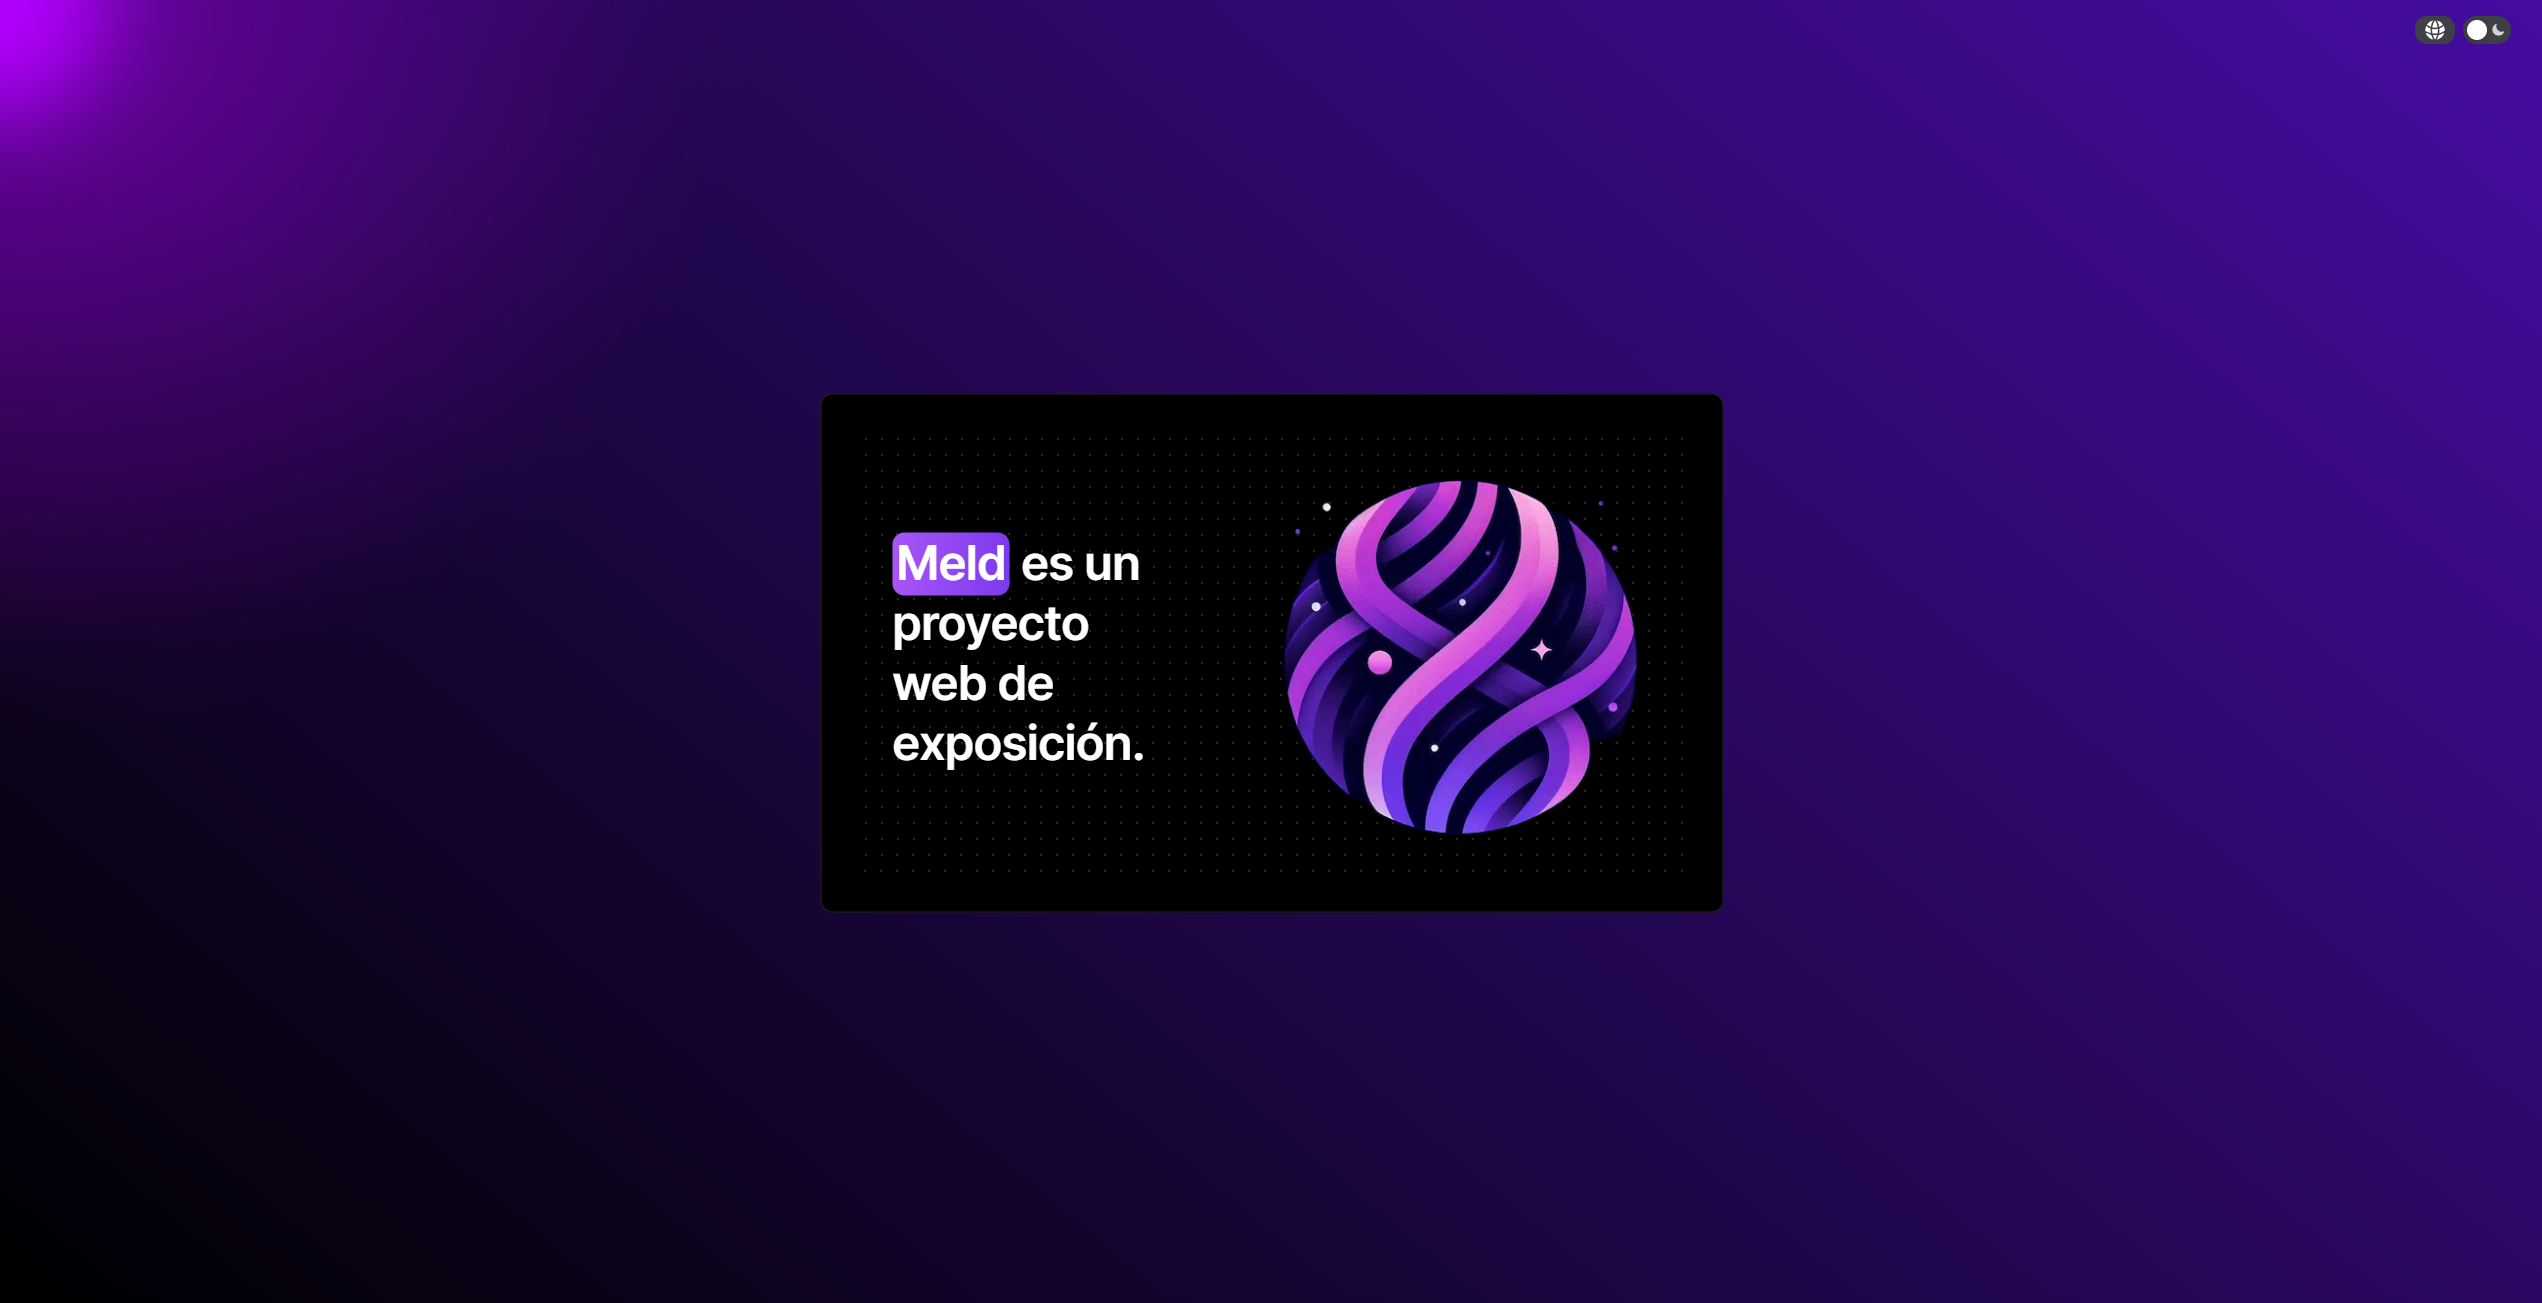 Meld es un
proyecto
web de
exposición.